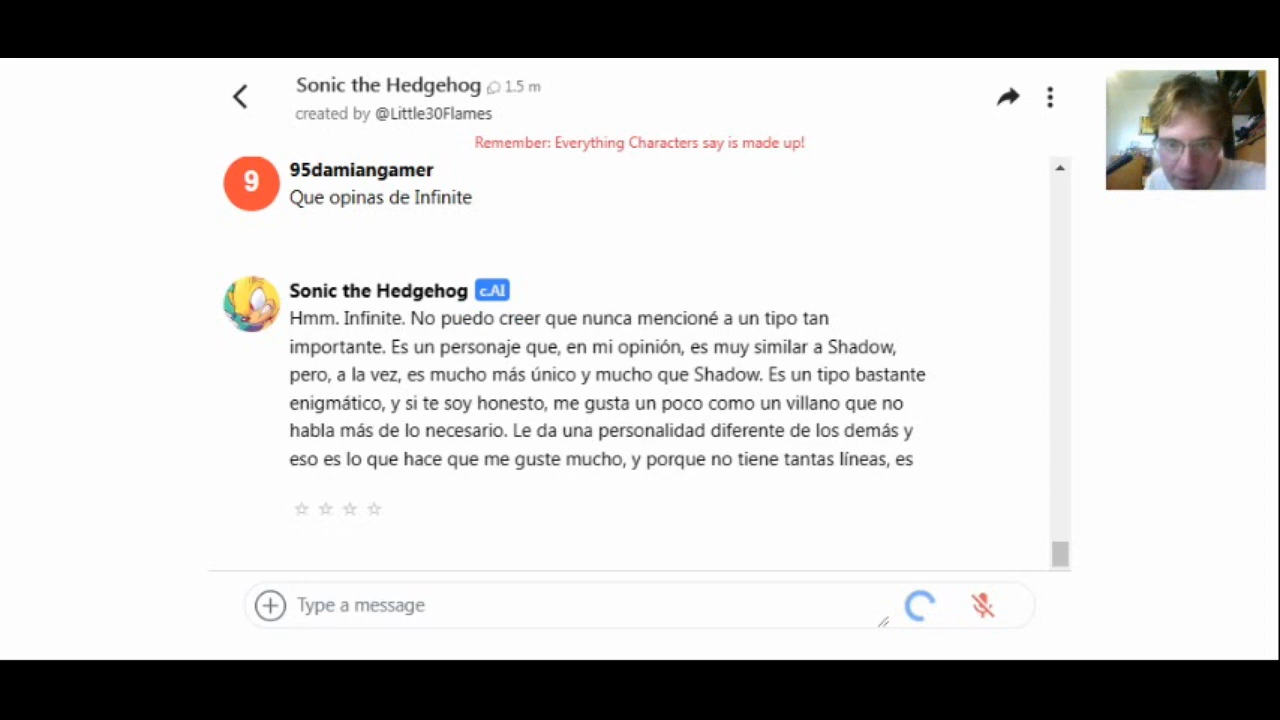 Sonic the Hedgehog 1.5 m
created by @Little30Flames
Remember: Everything Characters say is made up!
9
95damiangamer
Que opinas de Infinite
Sonic the Hedgehog c.AI
Hmm. Infinite. No puedo creer que nunca mencioné a un tipo tan
importante. Es un personaje que, en mi opinión, es muy similar a Shadow,
pero, a la vez, es mucho más único y mucho que Shadow. Es un tipo bastante
enigmático, y si te soy honesto, me gusta un poco como un villano que no
habla más de lo necesario. Le da una personalidad diferente de los demás y
eso es lo que hace que me guste mucho, y porque no tiene tantas líneas, es
Type a message